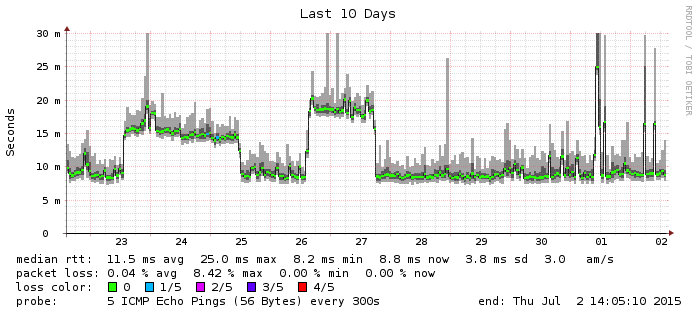 Last 10 Days
RRDTOOL / TOBI OETIKER
Seconds
30 m
25 m
20 m
15 m
10 m
5 m
0
23 24 25 26 27 28 29 30 01 02
median rtt: 11.5 ms avg 25.0 ms max 8.2 ms min 8.8 ms now 3.8 ms sd 3.0 am/s
packet loss: 0.04 % avg 8.42 % max 0.00 % min 0.00 % now
loss color: 0 1/5 2/5 3/5 4/5
probe: 5 ICMP Echo Pings (56 Bytes) every 300s end: Thu Jul 2 14:05:10 2015